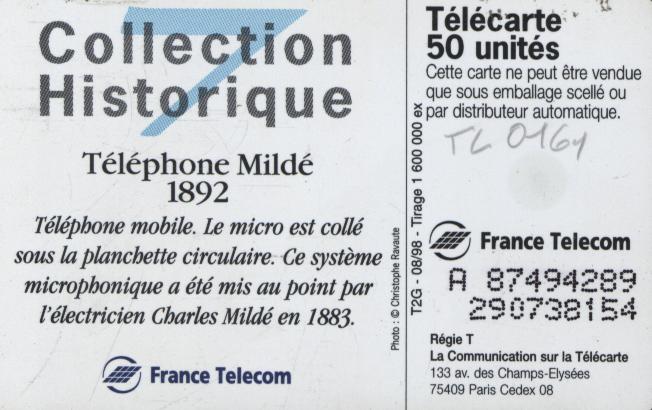 7
Collection
Historique
Téléphone Mildé
1892
Téléphone mobile. Le micro est collé
sous la planchette circulaire. Ce système
microphonique a été mis au point par
l'électricien Charles Mildé en 1883.
France Telecom
Photo : © Christophe Ravaute
T2G - 08/98 - Tirage 1 600 000 ex
Télécarte
50 unités
Cette carte ne peut être vendue
que sous emballage scellé ou
par distributeur automatique.
TL 0164
France Telecom
A 87494289
290738154
Régie T
La Communication sur la Télécarte
133 av. des Champs-Elysées
75409 Paris Cedex 08